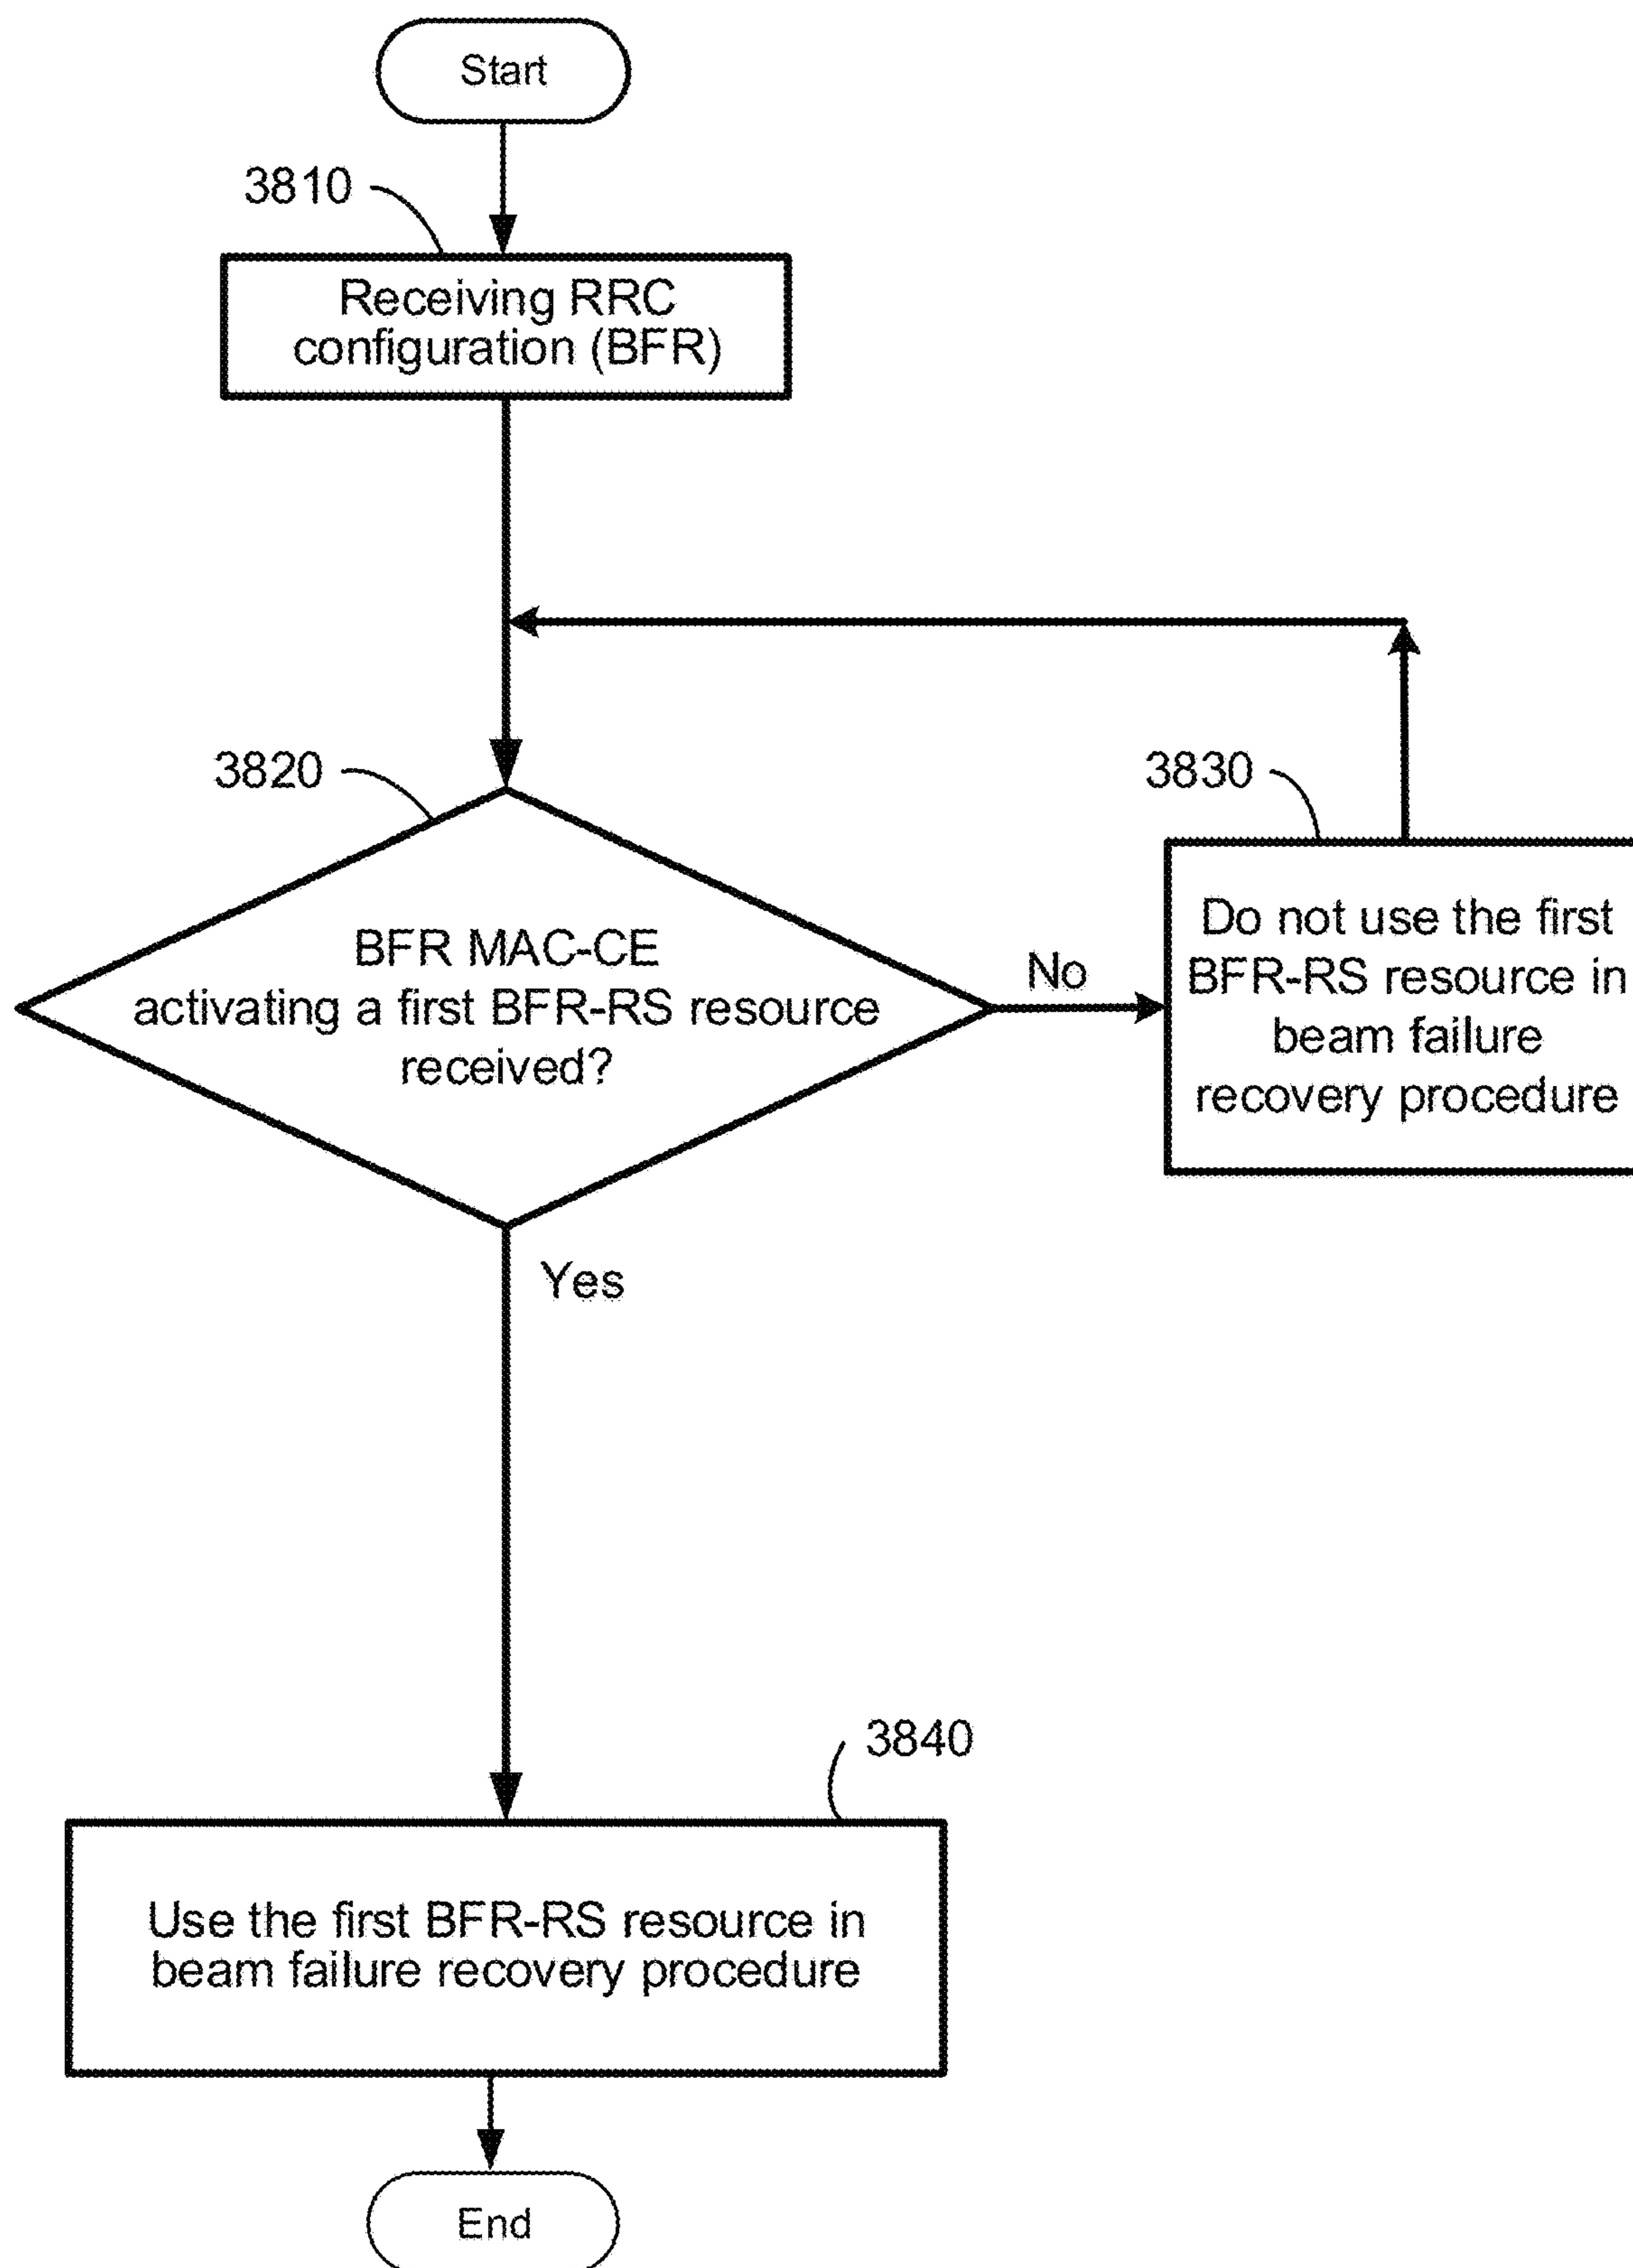 Start
3810
Receiving RRC
configuration (BFR)
3820
BFR MAC-CE
activating a first BFR-RS resource
received?
No
3830
Do not use the first
BFR-RS resource in
beam failure
recovery procedure
Yes
3840
Use the first BFR-RS resource in
beam failure recovery procedure
End